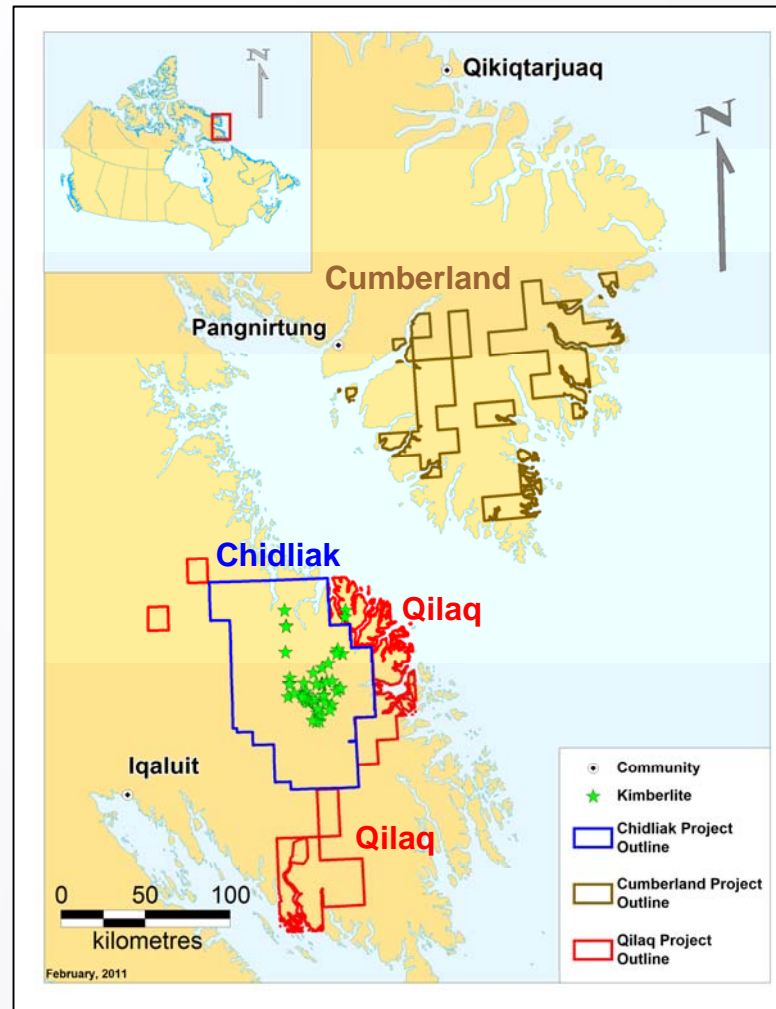 N
Qikiqtarjuaq
N
Cumberland
Pangnirtung
Chidliak
Qilaq
Iqaluit
Community
Kimberlite
Chidliak Project
Outline
Cumberland Project
Outline
Qilaq Project
Outline
Qilaq
0 50 100
kilometres
February, 2011